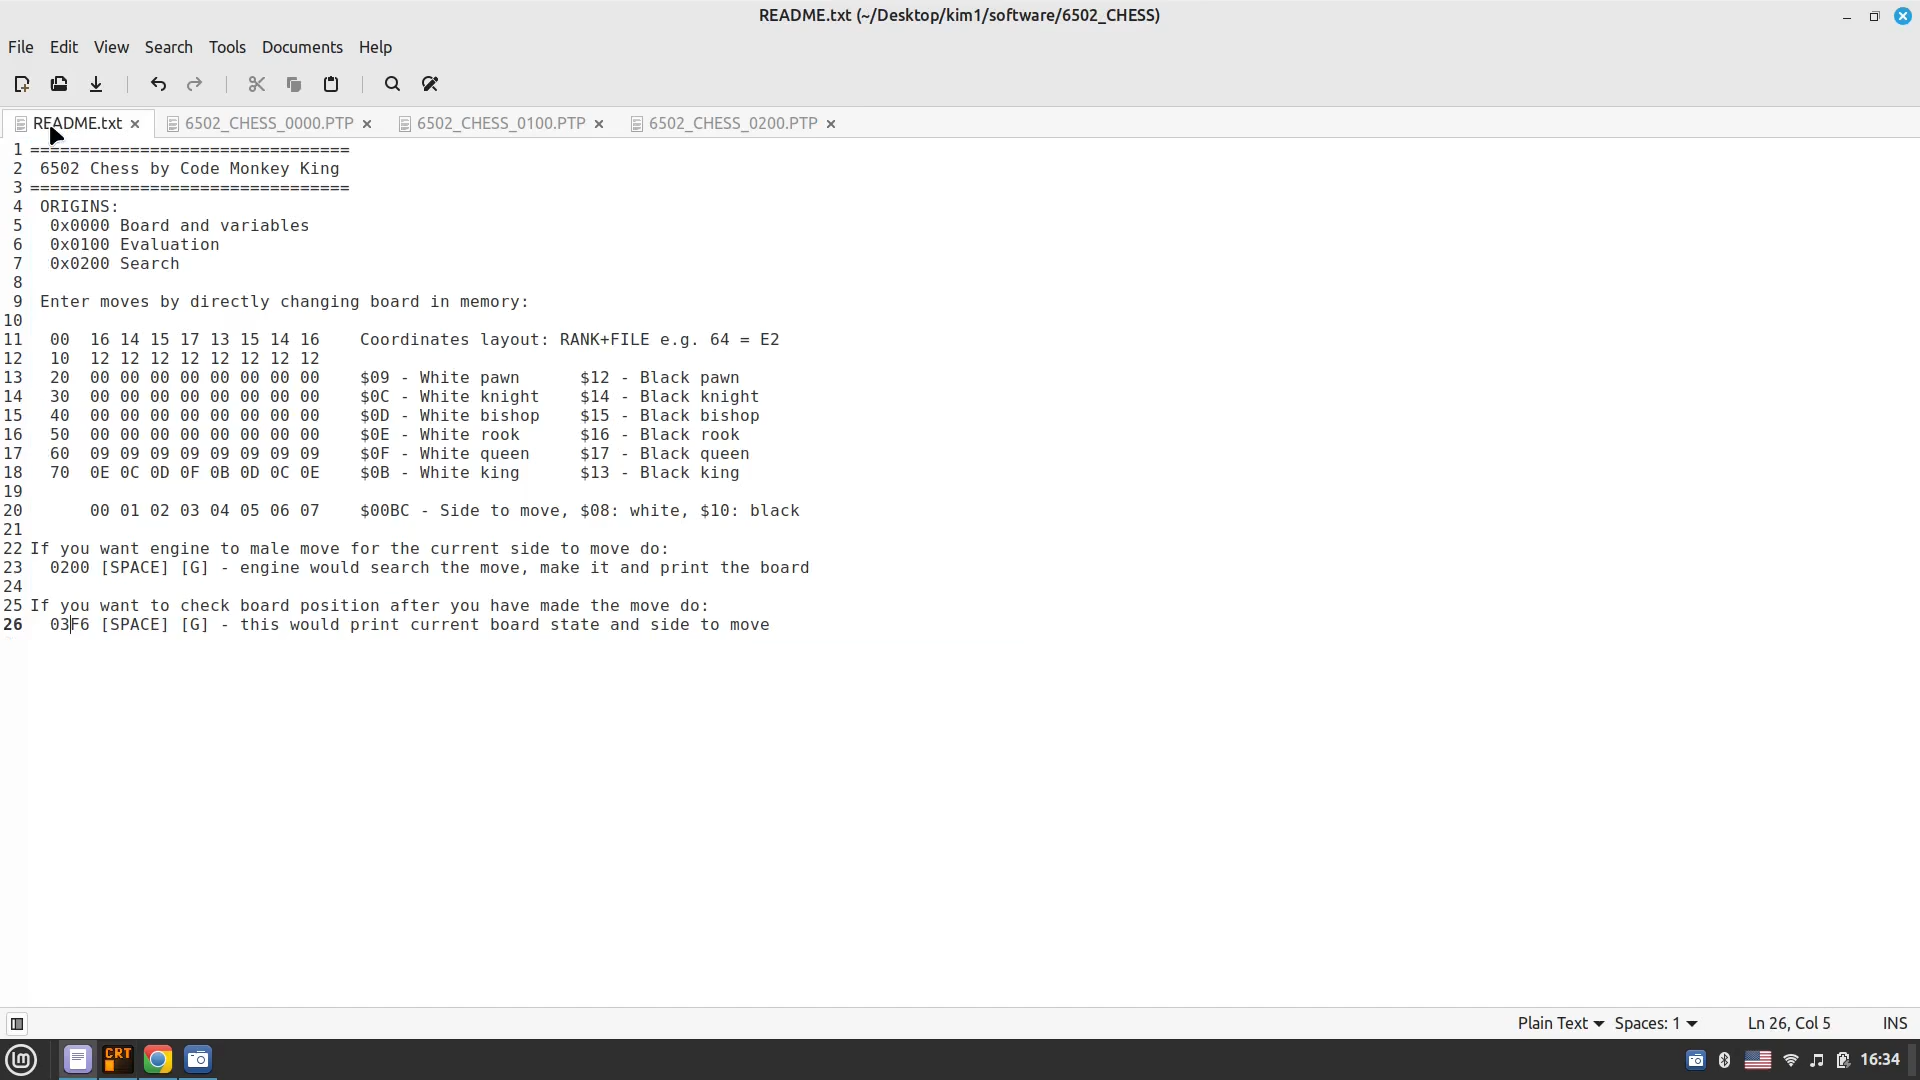 README.txt (~/Desktop/kim1/software/6502_CHESS)
File Edit View Search Tools Documents Help
README.txt 6502_CHESS_0000.PTP 6502_CHESS_0100.PTP 6502_CHESS_0200.PTP
1 ================================
2 6502 Chess by Code Monkey King
3 ================================
4 ORIGINS:
5 0x0000 Board and variables
6 0x0100 Evaluation
7 0x0200 Search
8
9 Enter moves by directly changing board in memory:
10
11 00 16 14 15 17 13 15 14 16 Coordinates layout: RANK+FILE e.g. 64 = E2
12 10 12 12 12 12 12 12 12 12
13 20 00 00 00 00 00 00 00 00 $09 - White pawn $12 - Black pawn
14 30 00 00 00 00 00 00 00 00 $0C - White knight $14 - Black knight
15 40 00 00 00 00 00 00 00 00 $0D - White bishop $15 - Black bishop
16 50 00 00 00 00 00 00 00 00 $0E - White rook $16 - Black rook
17 60 09 09 09 09 09 09 09 09 $0F - White queen $17 - Black queen
18 70 0E 0C 0D 0F 0B 0D 0C 0E $0B - White king $13 - Black king
19
20 00 01 02 03 04 05 06 07 $00BC - Side to move, $08: white, $10: black
21
22 If you want engine to male move for the current side to move do:
23 0200 [SPACE] [G] - engine would search the move, make it and print the board
24
25 If you want to check board position after you have made the move do:
26 03F6 [SPACE] [G] - this would print current board state and side to move
Plain Text Spaces: 1 Ln 26, Col 5 INS
CRT 16:34